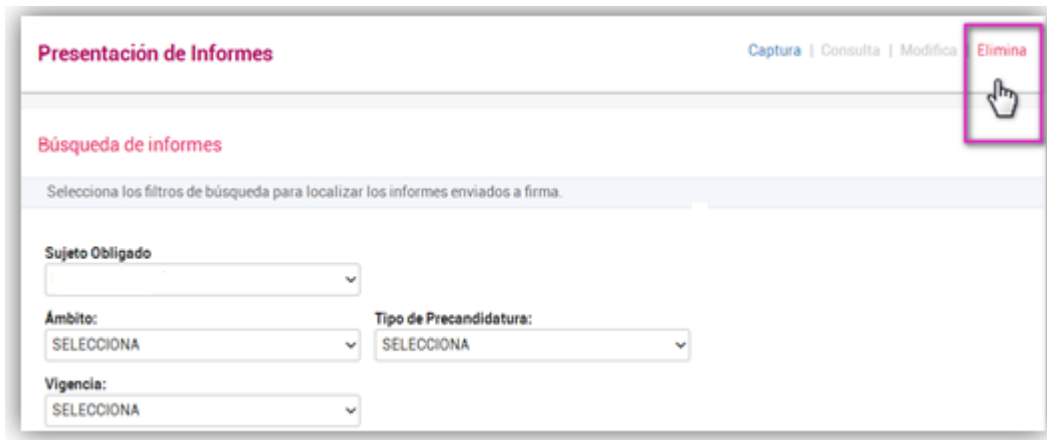 Presentación de Informes
Captura | Consulta | Modifica | Elimina
Búsqueda de informes
Selecciona los filtros de búsqueda para localizar los informes enviados a firma.
Sujeto Obligado
Ámbito: Tipo de Precandidatura:
SELECCIONA SELECCIONA
Vigencia:
SELECCIONA